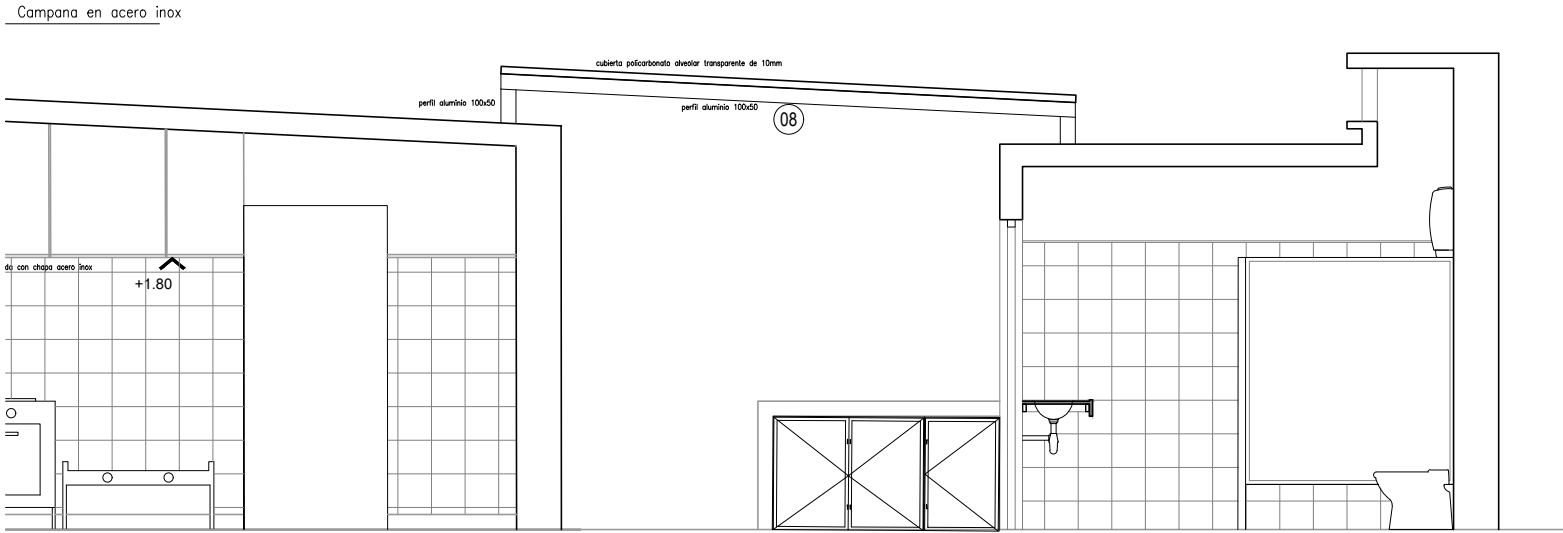 Campana en acero inox
cubierta policarbonato alveolar transparente de 10mm
perfil aluminio 100x50
perfil aluminio 100x50
08
da con chapa acero inox
+1.80